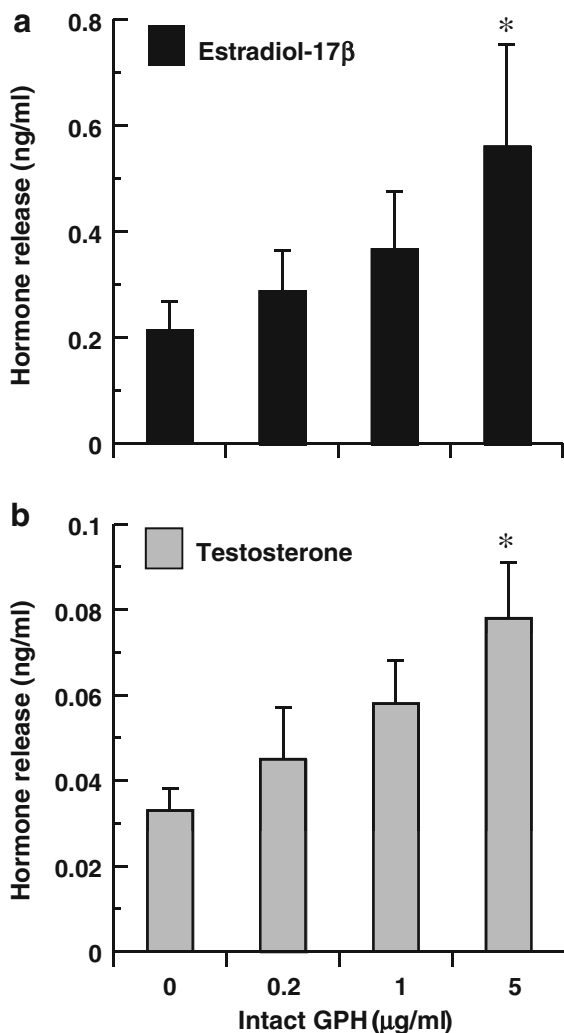 a
Estradiol-17β
*
Hormone release (ng/ml)
0.8
0.6
0.4
0.2
0
b
Testosterone
*
Hormone release (ng/ml)
0.1
0.08
0.06
0.04
0.02
0
0 0.2 1 5
Intact GPH (μg/ml)